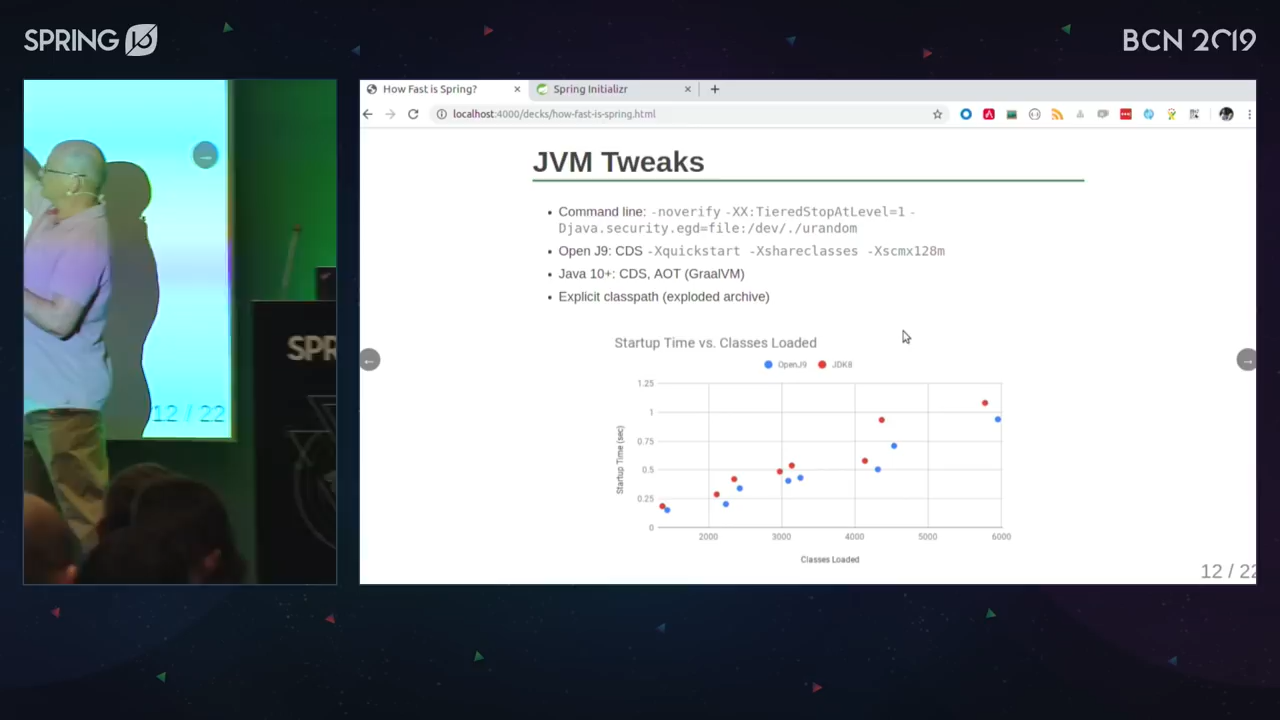 SPRING IO
BCN 2019
How Fast is Spring?
Spring Initializr
localhost:4000/decks/how-fast-is-spring.html
JVM Tweaks
• Command line: -noverify -XX:TieredStopAtLevel=1 -
Djava.security.egd=file:/dev/./urandom
• Open J9: CDS -Xquickstart -Xshareclasses -Xscmx128m
• Java 10+: CDS, AOT (GraalVM)
• Explicit classpath (exploded archive)
Startup Time vs. Classes Loaded
OpenJ9 JDK8
1.25
1
0.75
0.5
0.25
0
Startup Time (sec)
2000 3000 4000 5000 6000
Classes Loaded
12 / 22
12 / 22
SPR